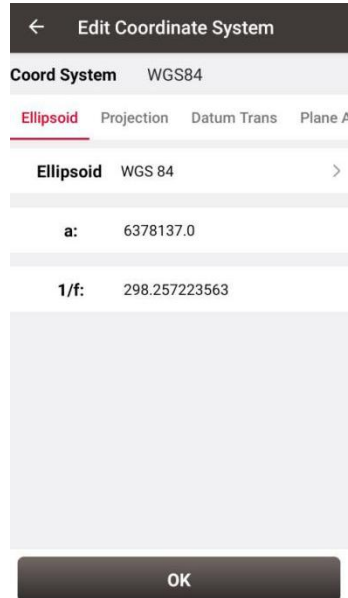 Edit Coordinate System
Coord System WGS84
Ellipsoid Projection Datum Trans Plane A
Ellipsoid WGS 84
a: 6378137.0
1/f: 298.257223563
OK